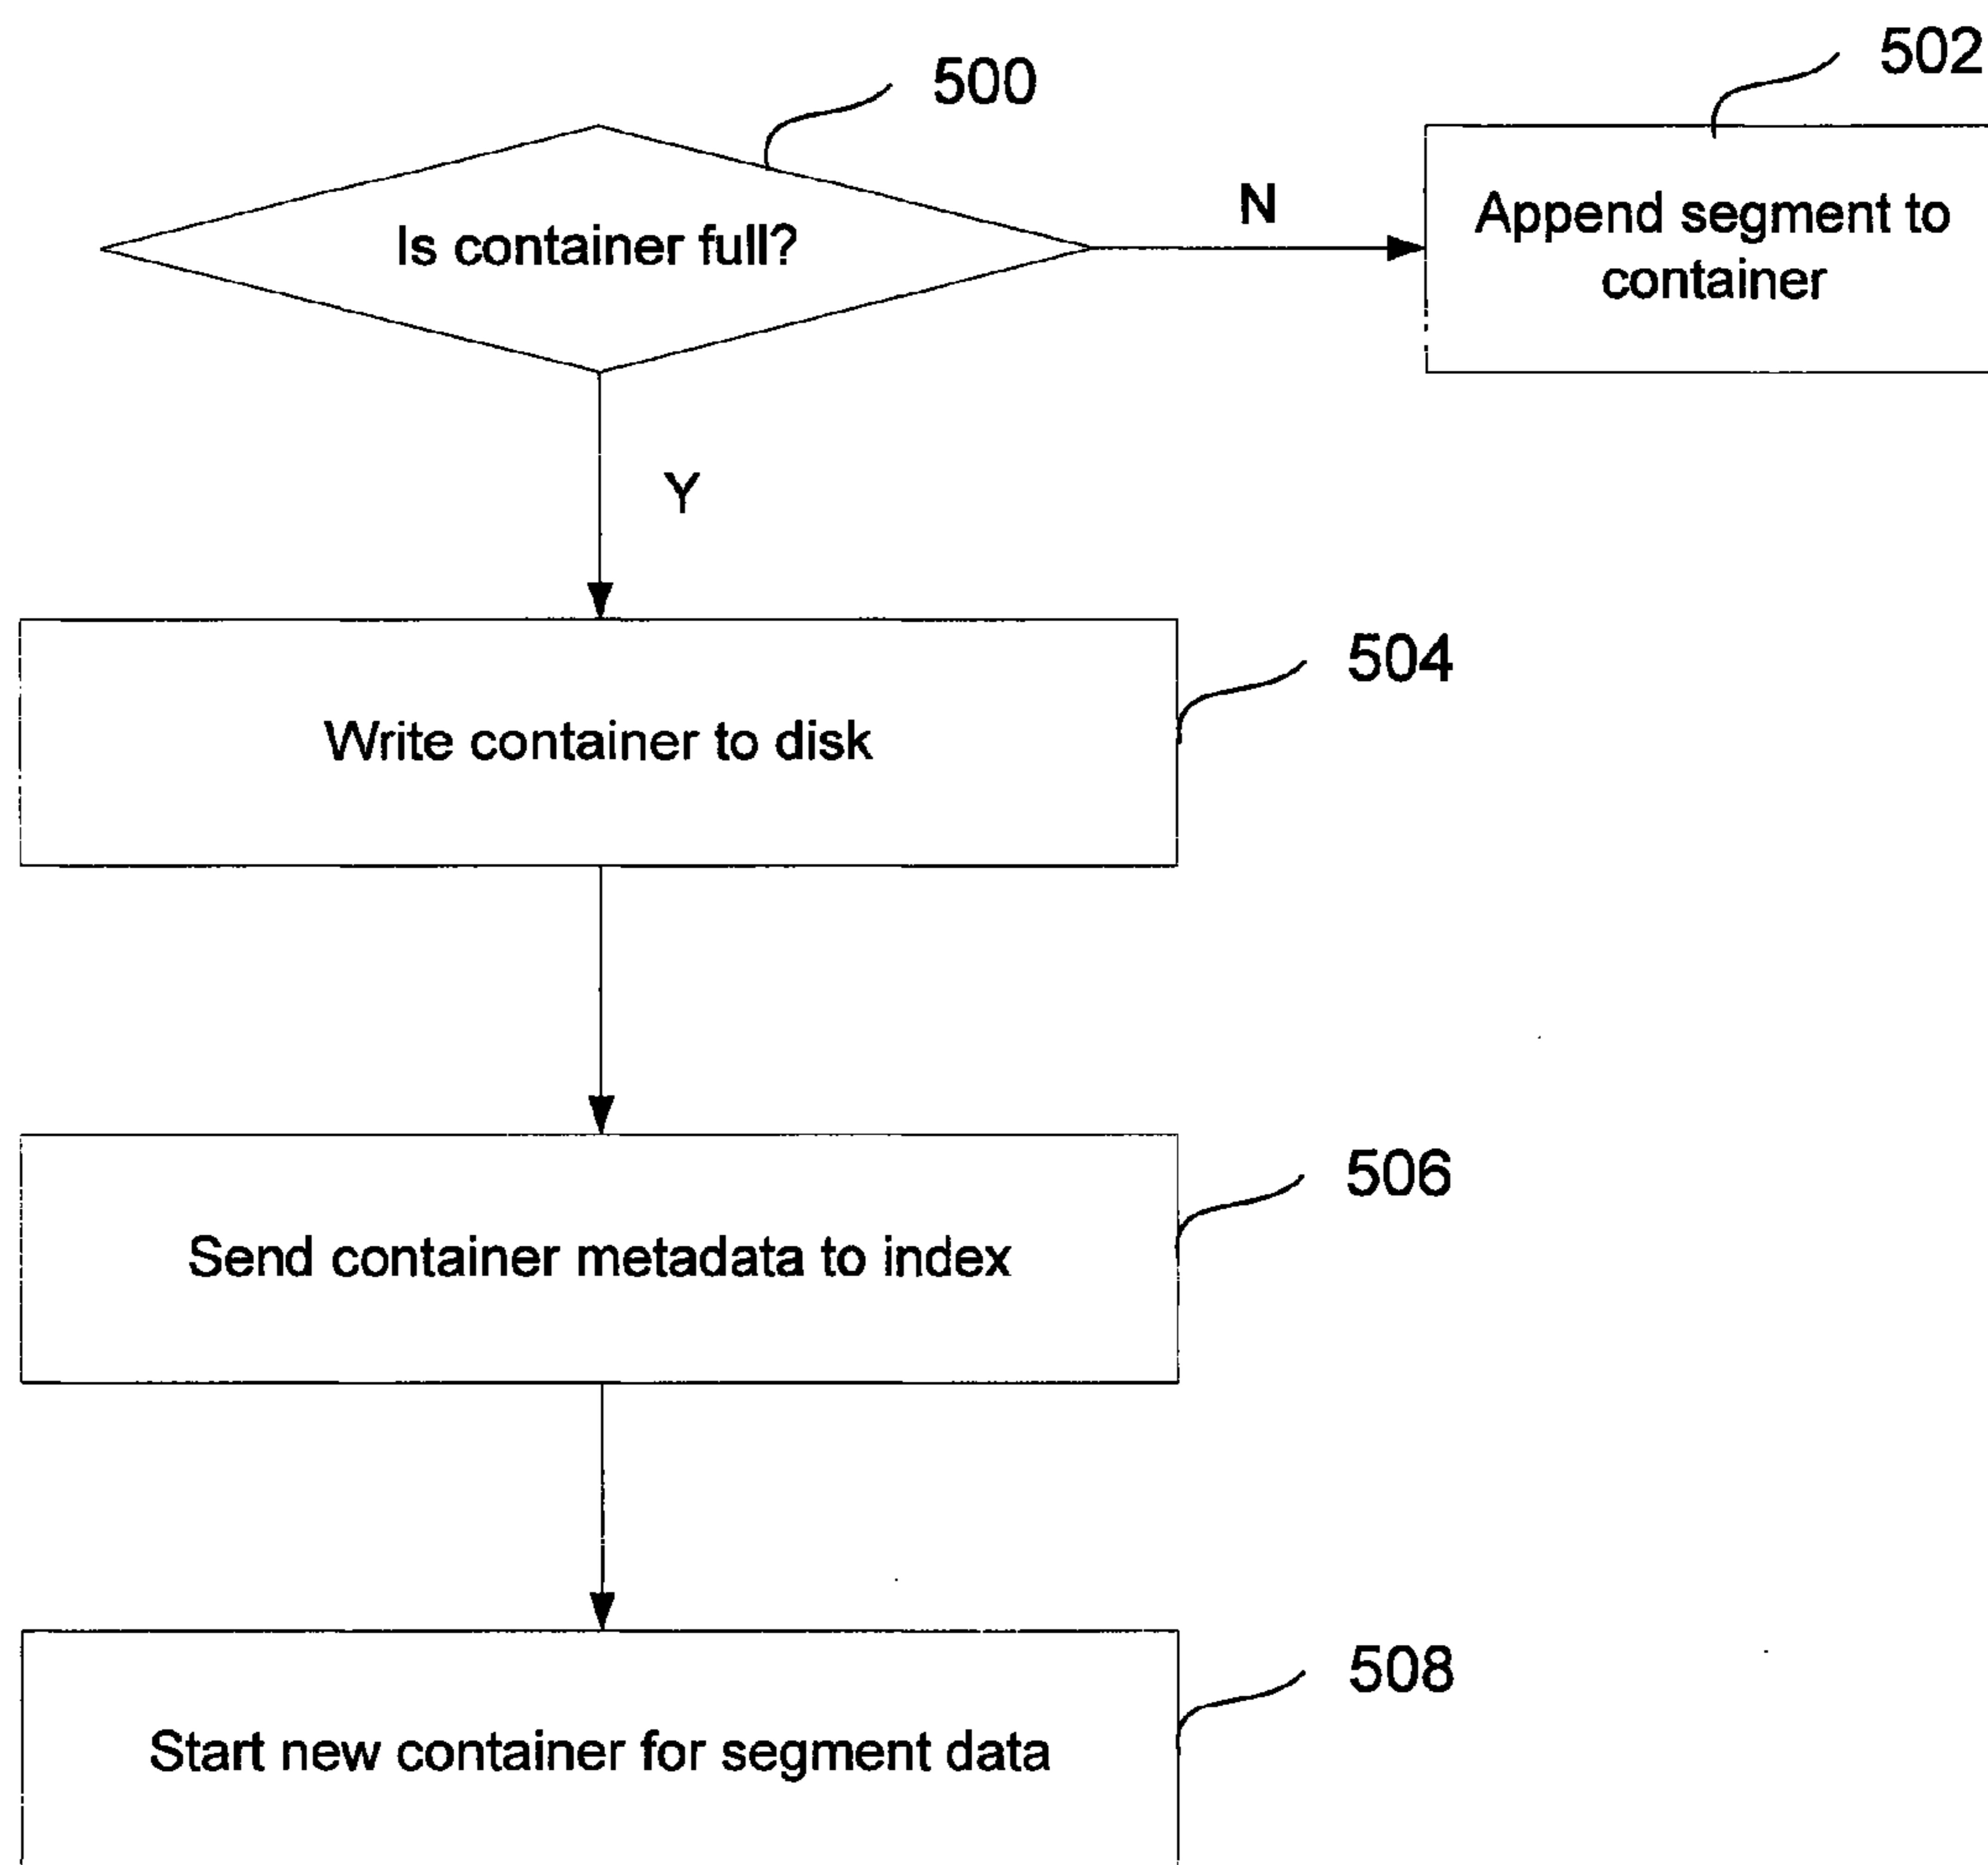 500
502
Is container full?
N
Append segment to
container
Y
504
Write container to disk
506
Send container metadata to index
508
Start new container for segment data